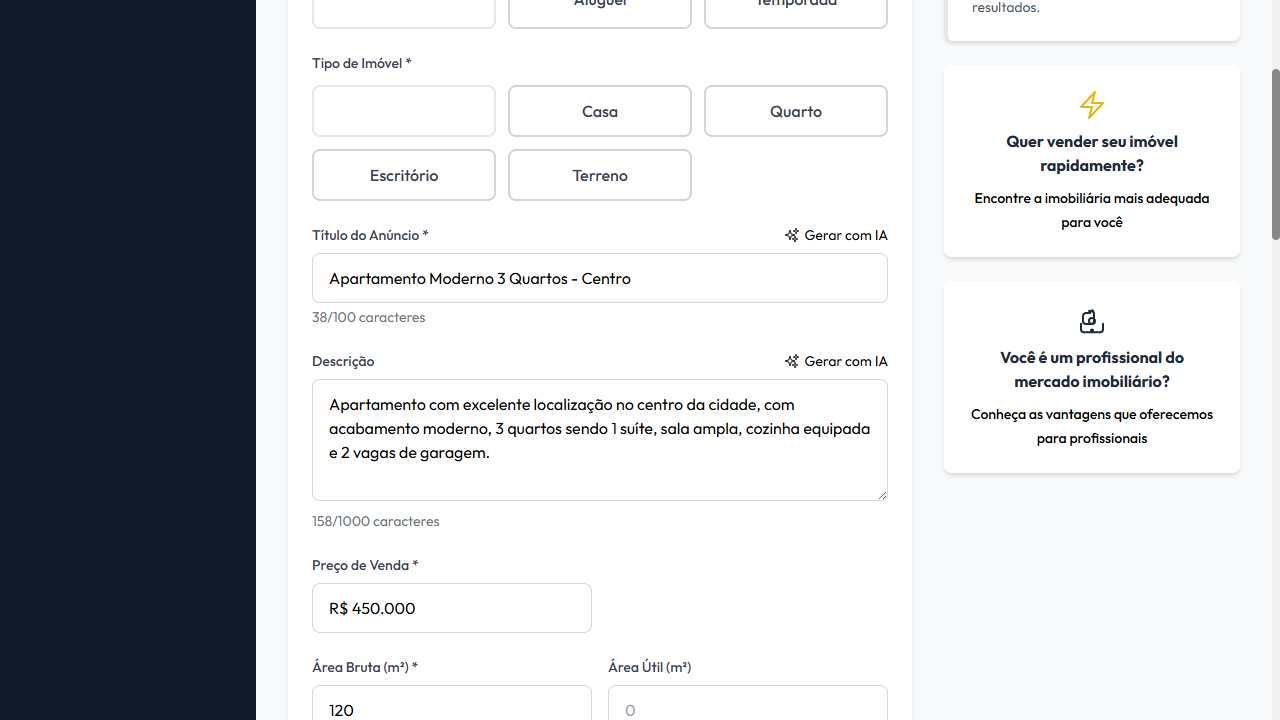 Aluguel
Temporada
Tipo de Imóvel *
Casa
Quarto
Escritório
Terreno
Título do Anúncio *
Gerar com IA
Apartamento Moderno 3 Quartos - Centro
38/100 caracteres
Descrição
Gerar com IA
Apartamento com excelente localização no centro da cidade, com
acabamento moderno, 3 quartos sendo 1 suíte, sala ampla, cozinha equipada
e 2 vagas de garagem.
158/1000 caracteres
Preço de Venda *
R$ 450.000
Área Bruta (m²) *
Área Útil (m²)
120
0
resultados.
Quer vender seu imóvel
rapidamente?
Encontre a imobiliária mais adequada
para você
Você é um profissional do
mercado imobiliário?
Conheça as vantagens que oferecemos
para profissionais